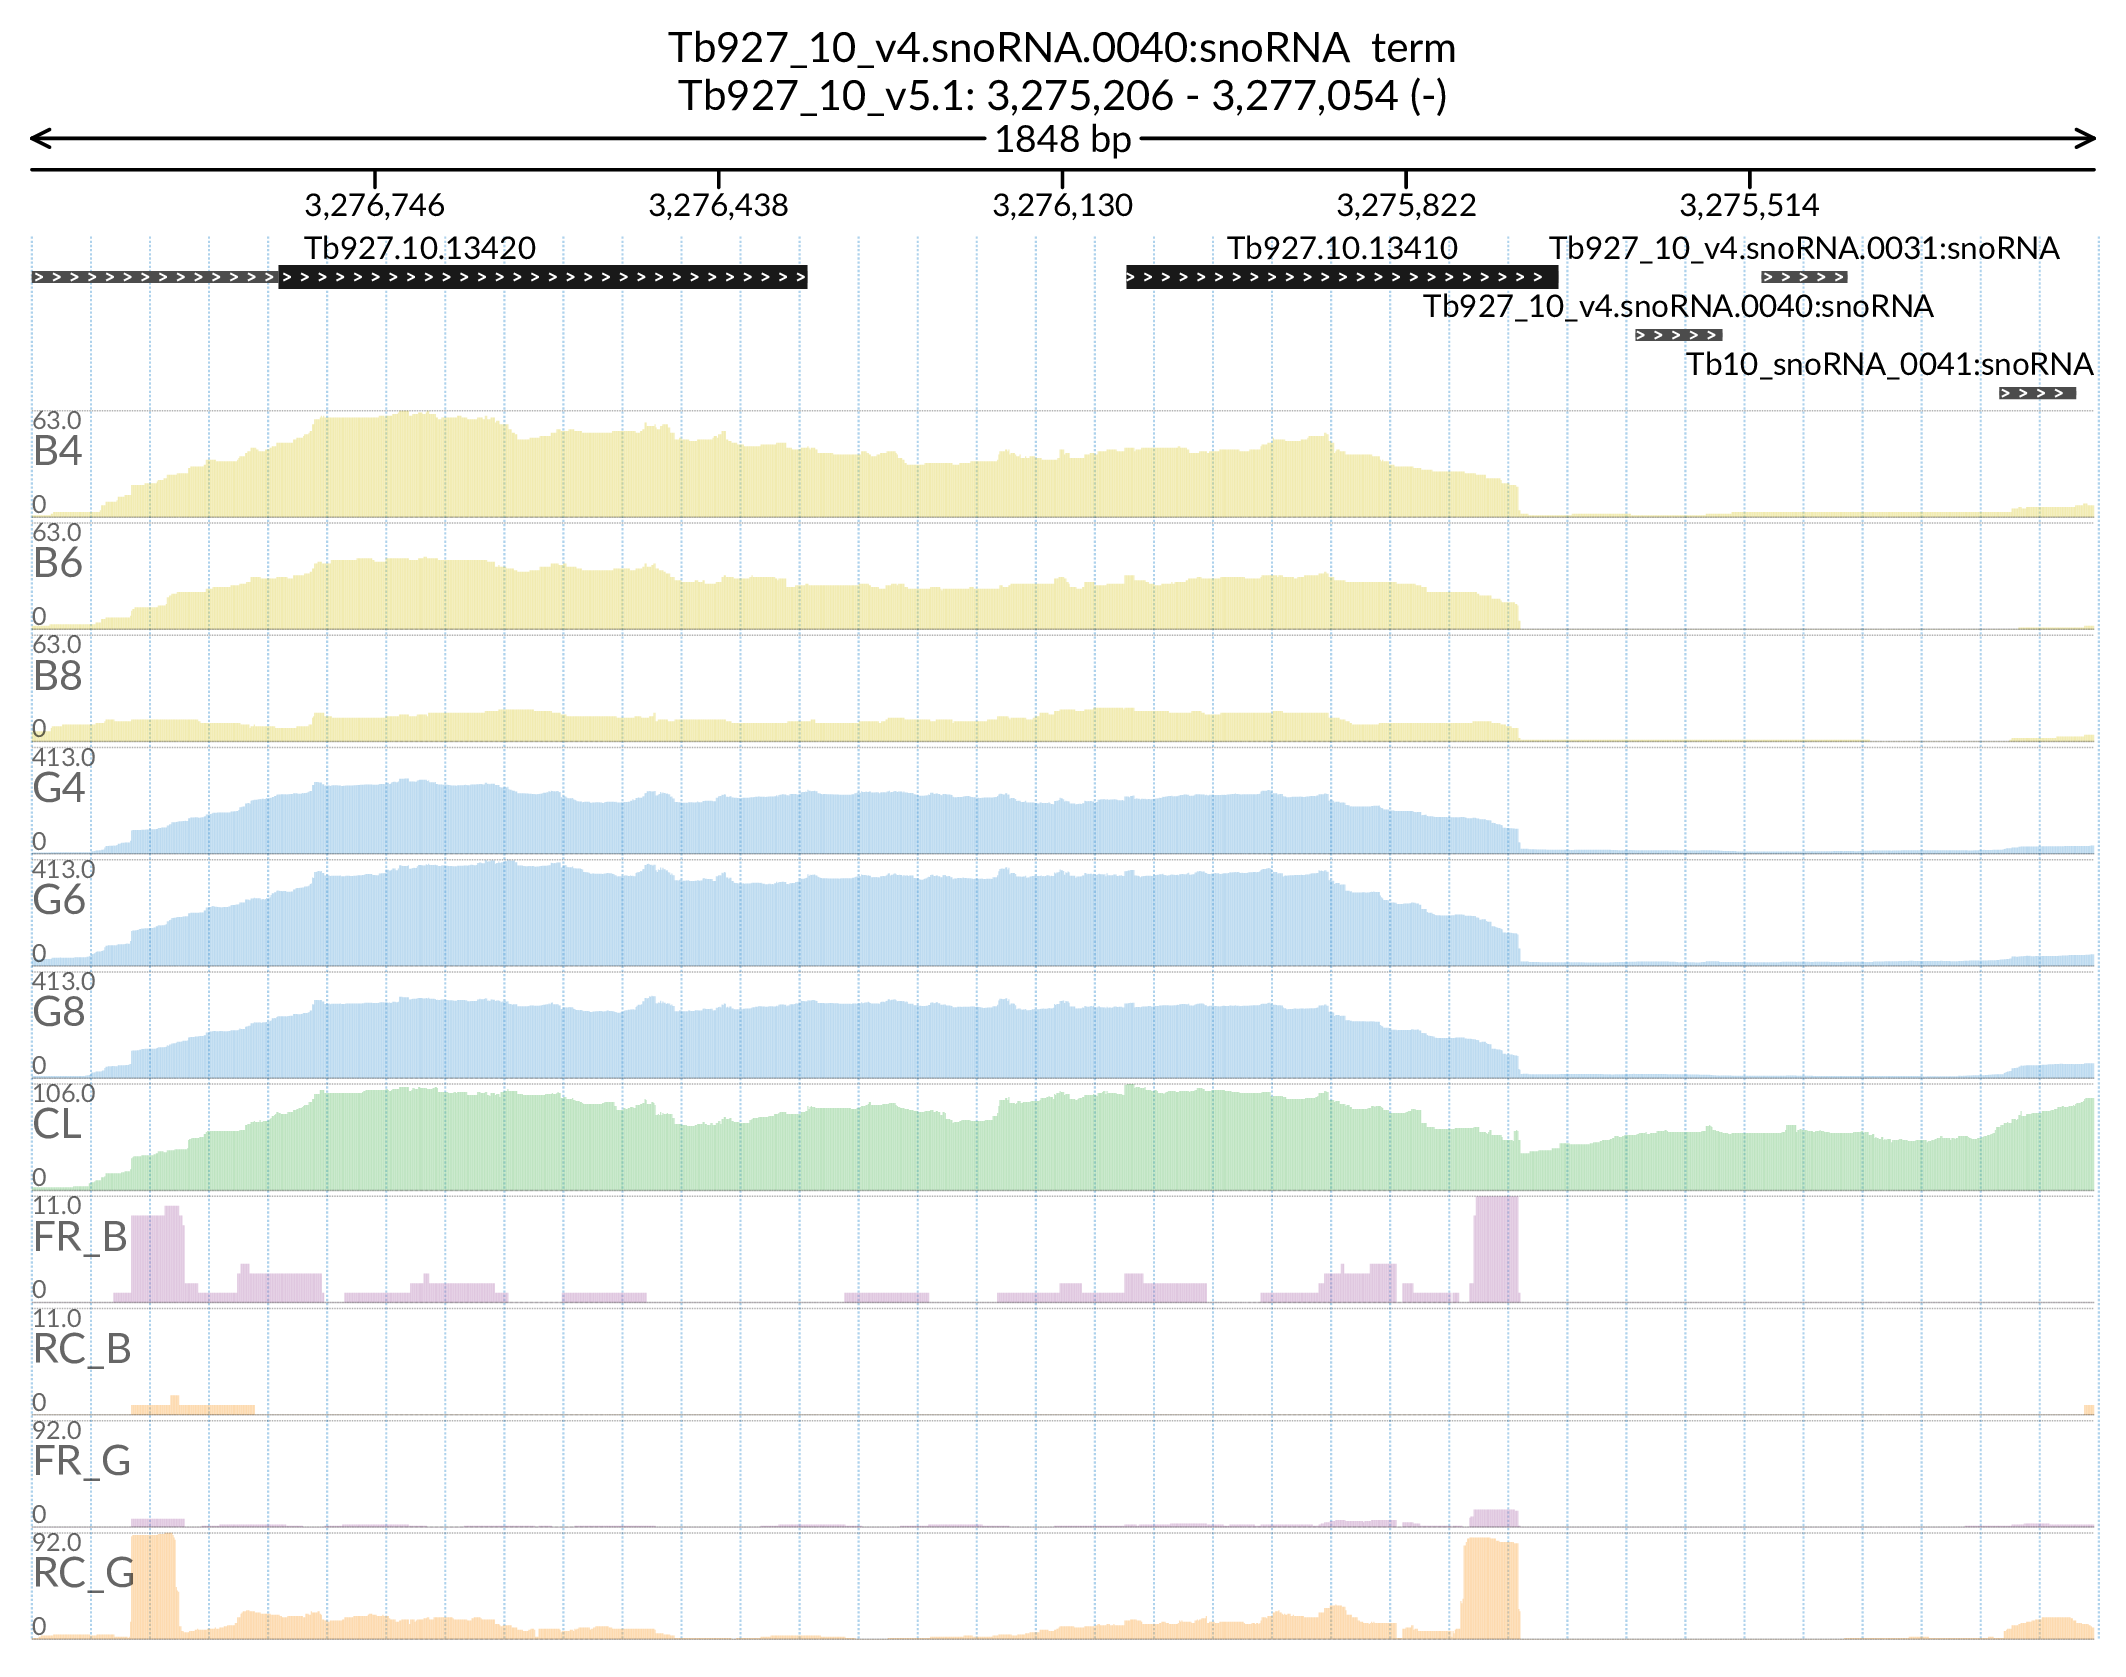 Tb927_10_v4.snoRNA.0040:snoRNA term
Tb927_10_v5.1: 3,275,206 - 3,277,054 (-)
1848 bp
3,276,746 3,276,438 3,276,130 3,275,822 3,275,514
Tb927.10.13420 Tb927.10.13410 Tb927_10_v4.snoRNA.0031:snoRNA
Tb927_10_v4.snoRNA.0040:snoRNA
Tb10_snoRNA_0041:snoRNA
63.0
B4
0
63.0
B6
0
63.0
B8
0
413.0
G4
0
413.0
G6
0
413.0
G8
0
106.0
CL
0
11.0
FR_B
0
11.0
RC_B
0
92.0
FR_G
0
92.0
RC_G
0